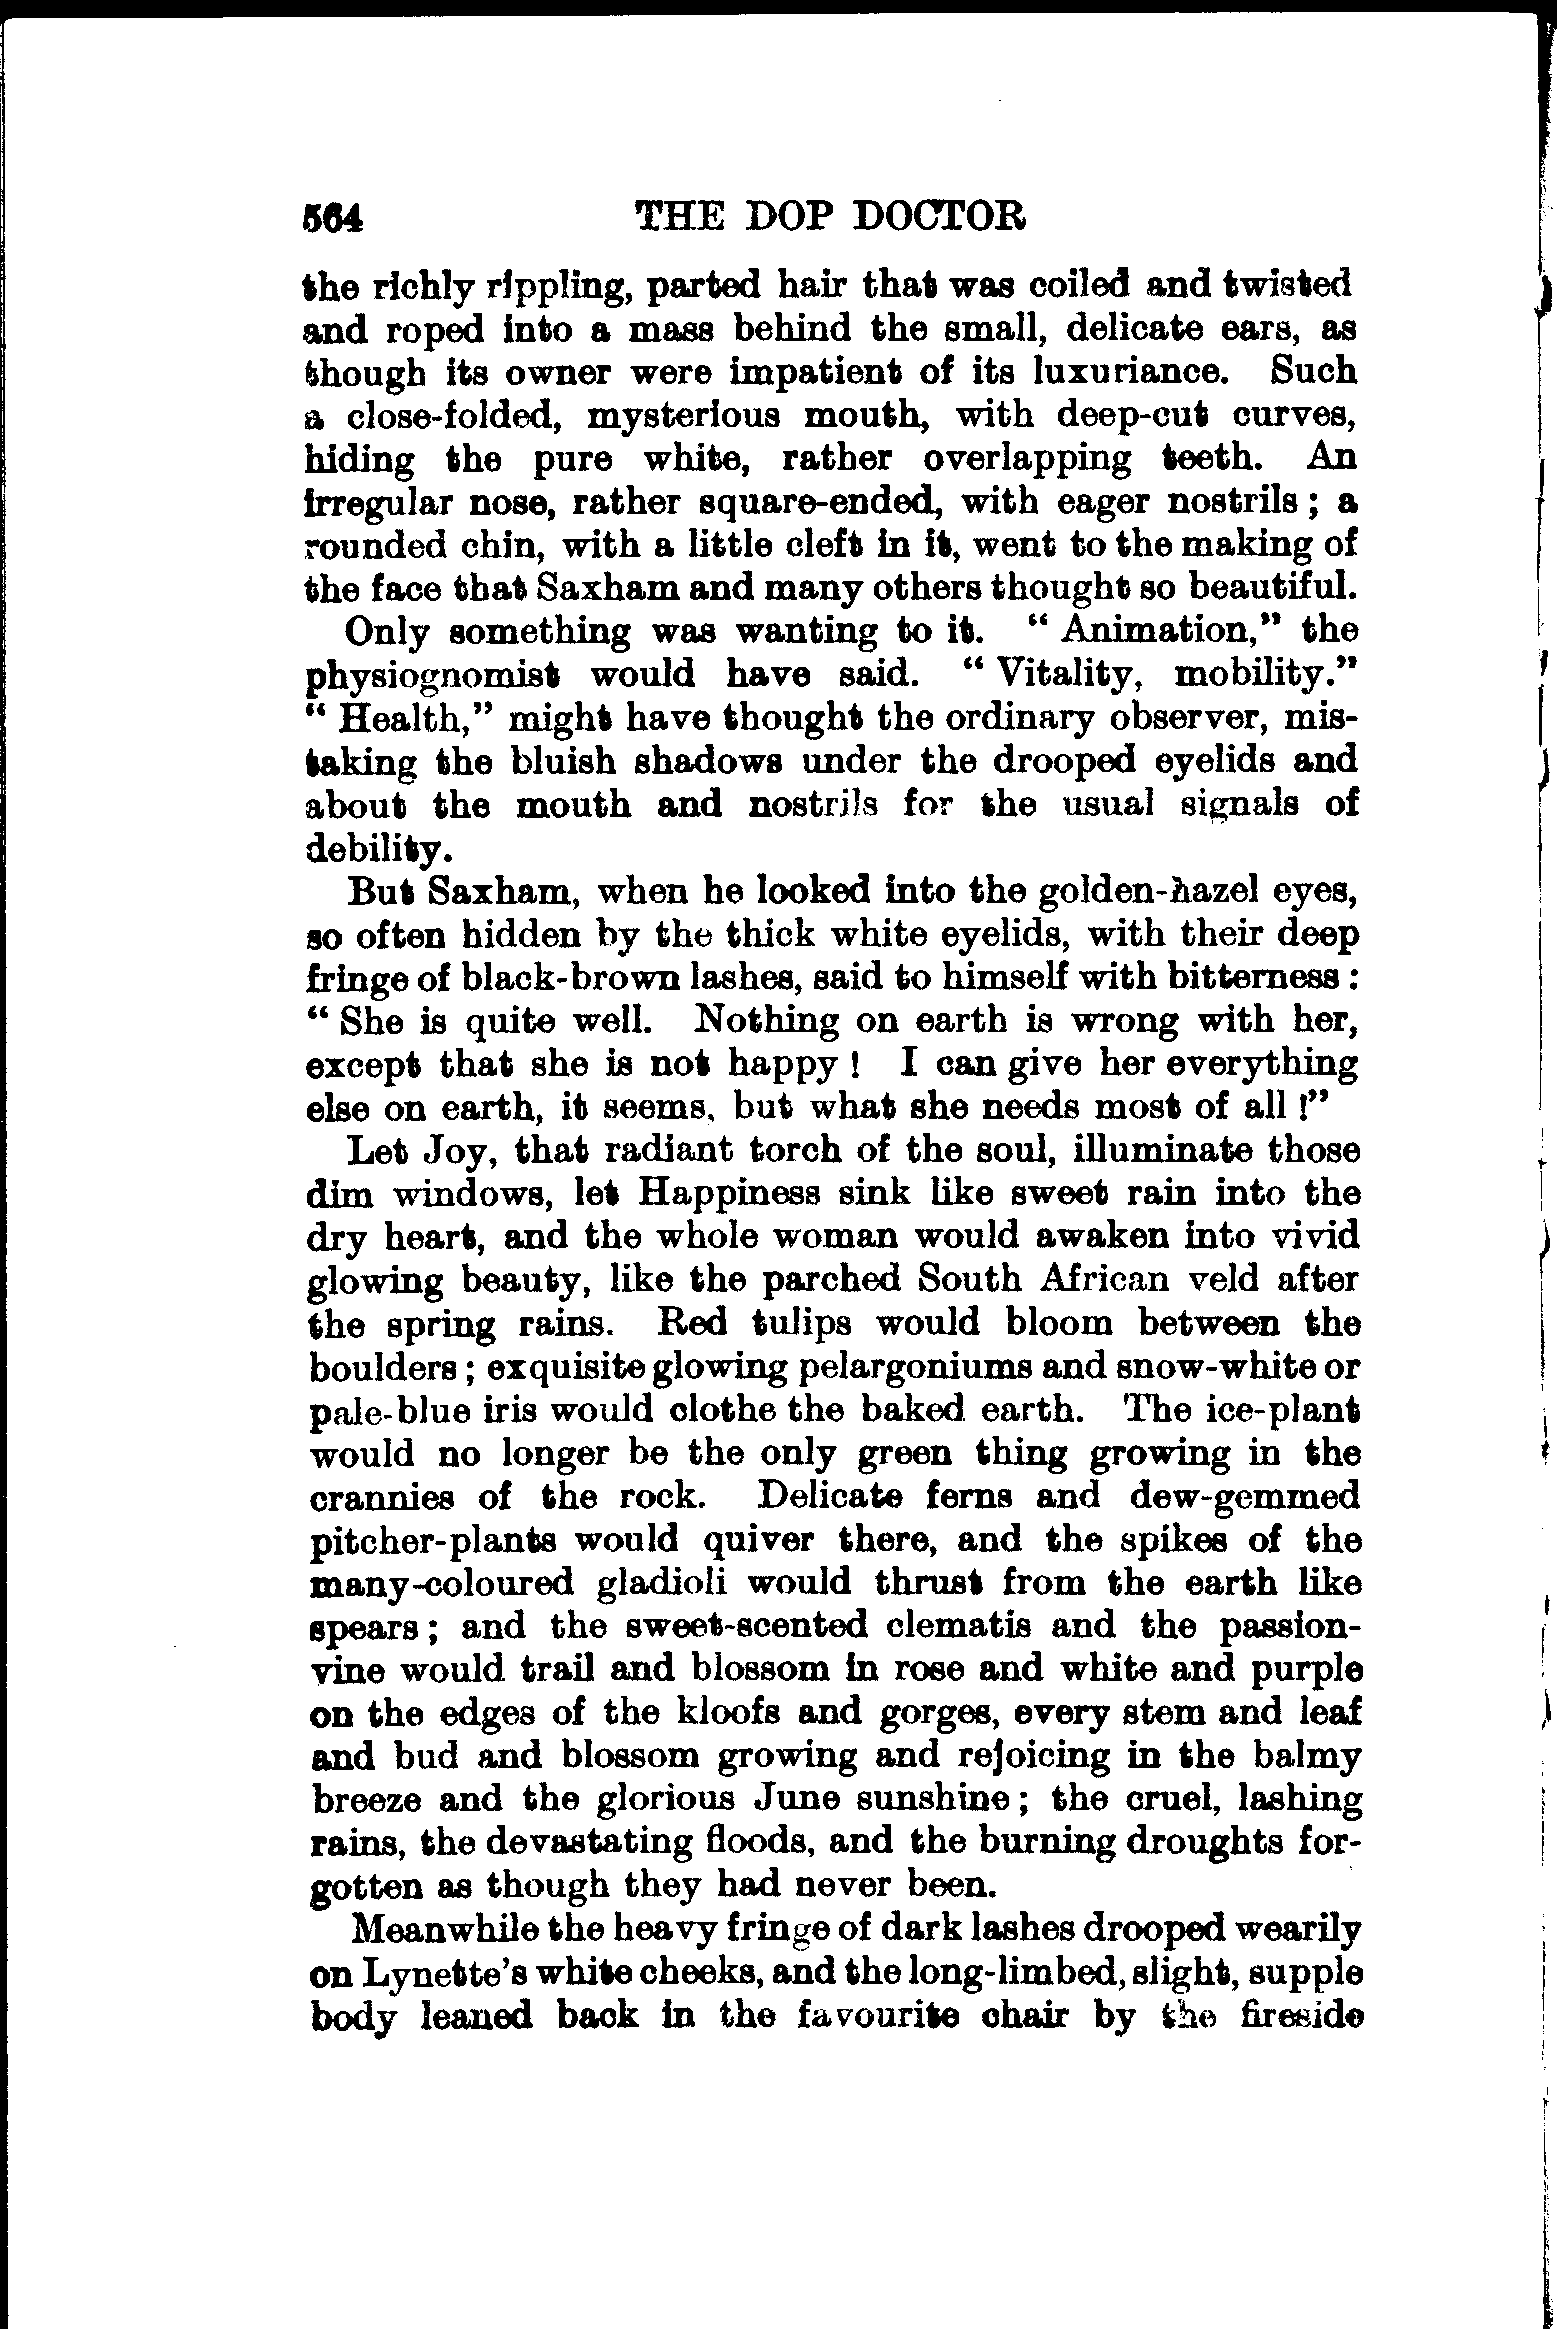 564 THE DOP DOCTOR
the richly rippling, parted hair that was coiled and twisted
and roped into a mass behind the small, delicate ears, as
though its owner were impatient of its luxuriance. Such
a close-folded, mysterious mouth, with deep-cut curves,
hiding the pure white, rather overlapping teeth. An
irregular nose, rather square-ended, with eager nostrils ; a
rounded chin, with a little cleft in it, went to the making of
the face that Saxham and many others thought so beautiful.
Only something was wanting to it. “ Animation,” the
physiognomist would have said. “ Vitality, mobility.”
“ Health,” might have thought the ordinary observer, mis-
taking the bluish shadows under the drooped eyelids and
about the mouth and nostrils for the usual signals of
debility.
But Saxham, when he looked into the golden-hazel eyes,
so often hidden by the thick white eyelids, with their deep
fringe of black-brown lashes, said to himself with bitterness :
“ She is quite well. Nothing on earth is wrong with her,
except that she is not happy ! I can give her everything
else on earth, it seems, but what she needs most of all !”
Let Joy, that radiant torch of the soul, illuminate those
dim windows, let Happiness sink like sweet rain into the
dry heart, and the whole woman would awaken into vivid
glowing beauty, like the parched South African veld after
the spring rains. Red tulips would bloom between the
boulders ; exquisite glowing pelargoniums and snow-white or
pale-blue iris would clothe the baked earth. The ice-plant
would no longer be the only green thing growing in the
crannies of the rock. Delicate ferns and dew-gemmed
pitcher-plants would quiver there, and the spikes of the
many-coloured gladioli would thrust from the earth like
spears ; and the sweet-scented clematis and the passion-
vine would trail and blossom in rose and white and purple
on the edges of the kloofs and gorges, every stem and leaf
and bud and blossom growing and rejoicing in the balmy
breeze and the glorious June sunshine ; the cruel, lashing
rains, the devastating floods, and the burning droughts for-
gotten as though they had never been.
Meanwhile the heavy fringe of dark lashes drooped wearily
on Lynette’s white cheeks, and the long-limbed, slight, supple
body leaned back in the favourite chair by the fireside